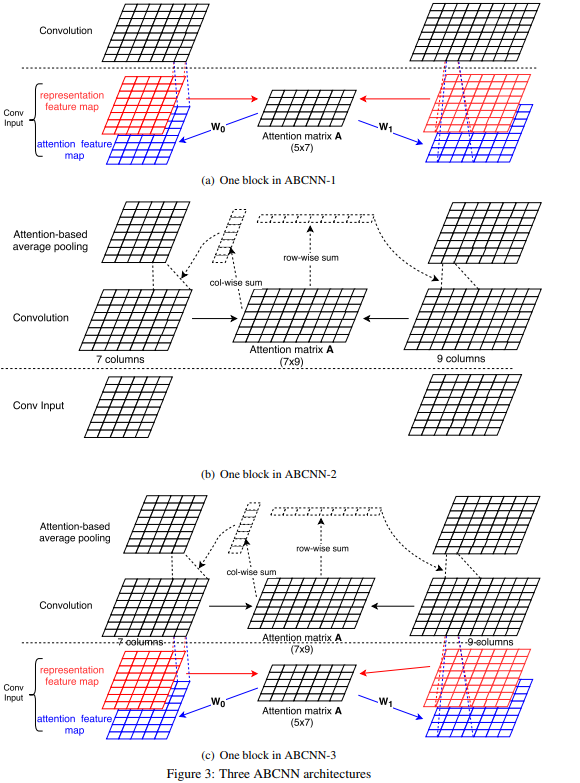 Convolution
Conv
Input
representation
feature map
attention feature
map
W0
W1
Attention matrix A
(5x7)
(a) One block in ABCNN-1
Attention-based
average pooling
col-wise sum
row-wise sum
Convolution
7 columns
Attention matrix A
(7x9)
9 columns
Conv Input
(b) One block in ABCNN-2
Attention-based
average pooling
col-wise sum
row-wise sum
Convolution
7 columns
Attention matrix A
(7x9)
9 columns
Conv
Input
representation
feature map
attention feature
map
W0
W1
Attention matrix A
(5x7)
(c) One block in ABCNN-3
Figure 3: Three ABCNN architectures